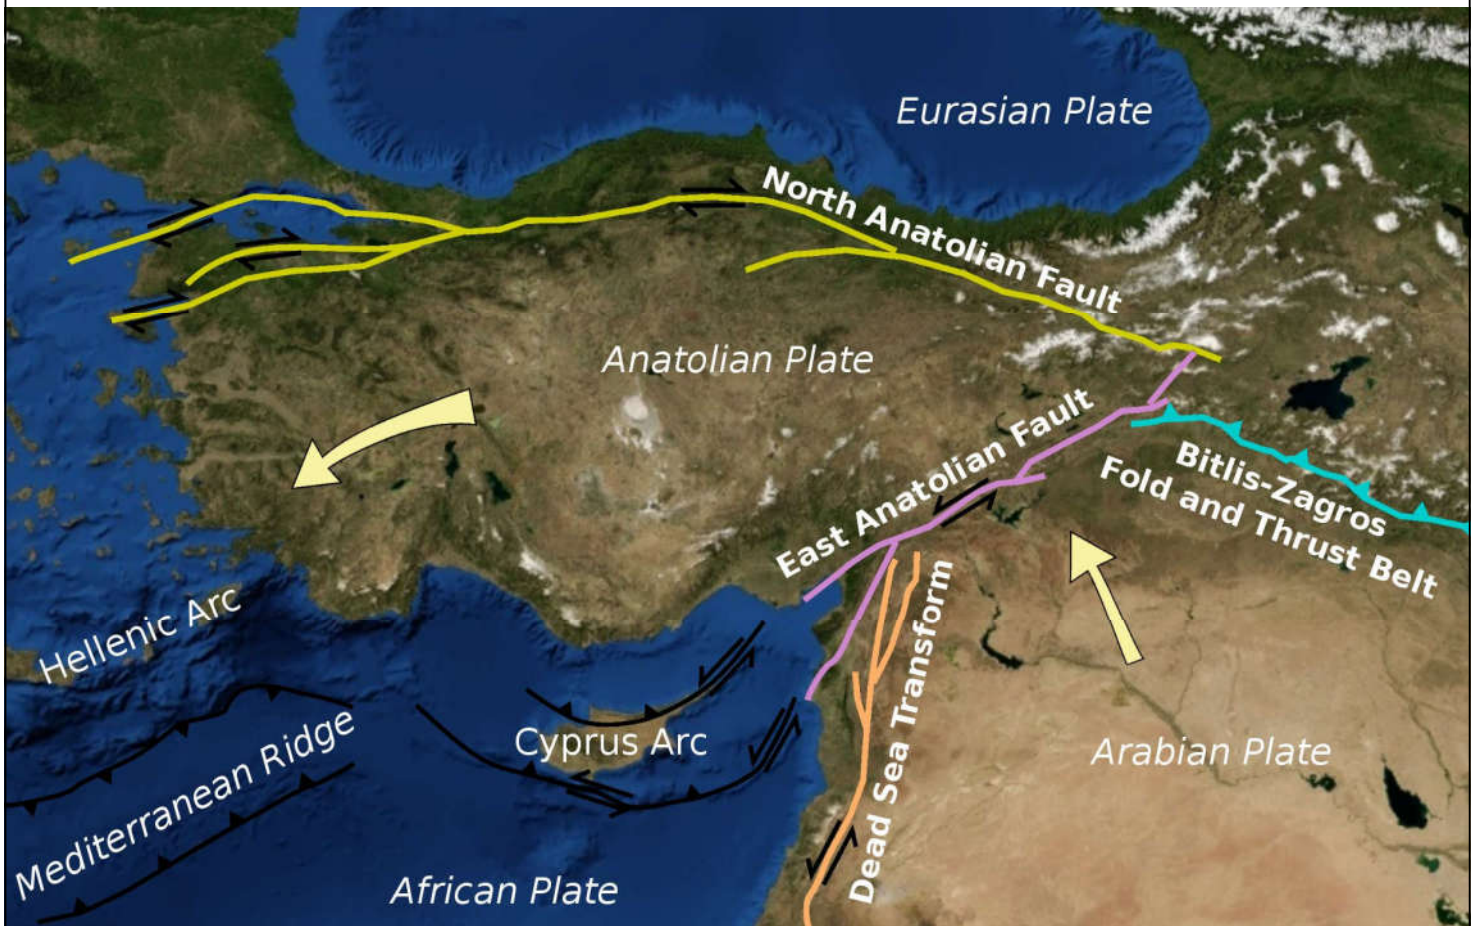 Eurasian Plate
North Anatolian Fault
Anatolian Plate
East Anatolian Fault
Bitlis-Zagros
Fold and Thrust Belt
Hellenic Arc
Mediterranean Ridge
Cyprus Arc
Dead Sea Transform
Arabian Plate
African Plate